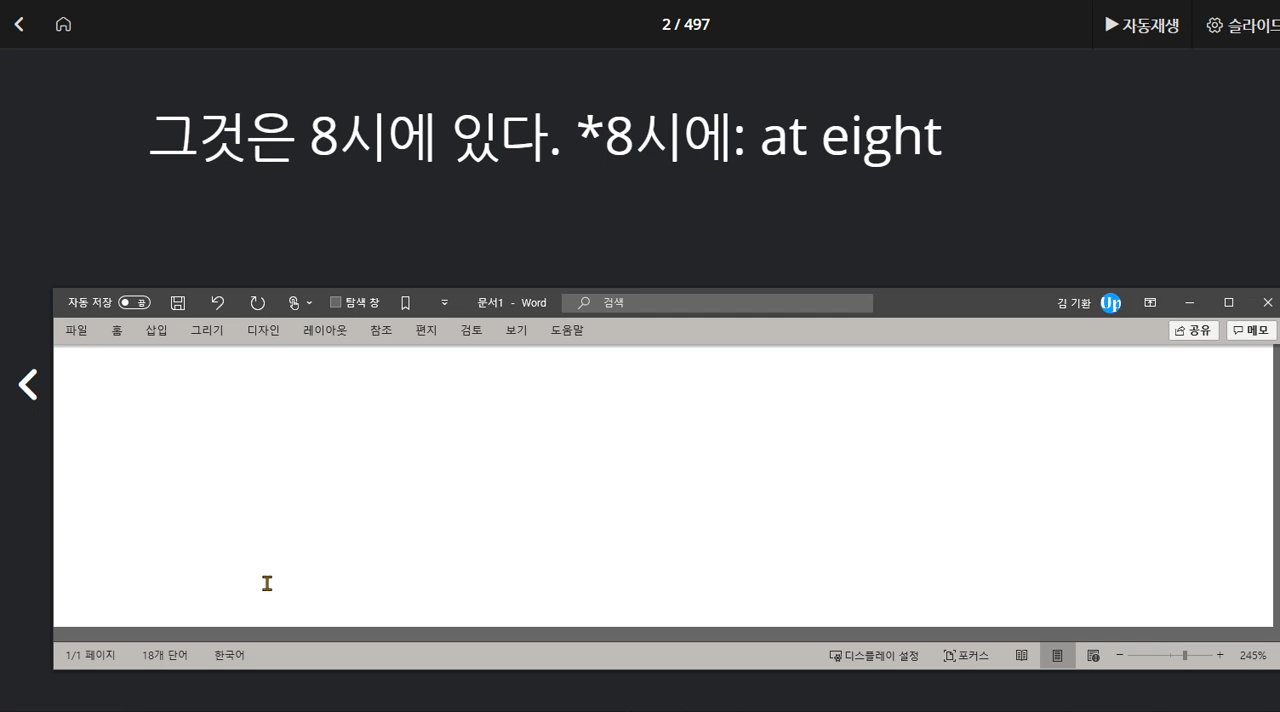 2 / 497
자동재생
슬라이드
그것은 8시에 있다. *8시에: at eight
자동 저장 끔 탐색 창 문서1 - Word 검색 김 기환 Up
파일 홈 삽입 그리기 디자인 레이아웃 참조 편지 검토 보기 도움말 공유 메모
1/1 페이지 18개 단어 한국어 디스플레이 설정 포커스 245%